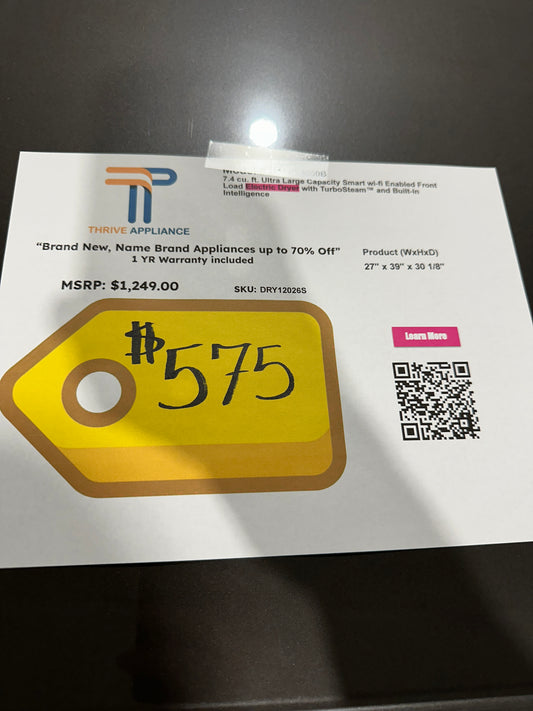 7.4 cu. ft. Ultra Large Capacity Smart wi-fi Enabled Front
Load Electric Dryer with TurboSteam™ and Built-In
Intelligence
THRIVE APPLIANCE
“Brand New, Name Brand Appliances up to 70% Off”
1 YR Warranty included
Product (WxHxD)
27" x 39" x 30 1/8"
MSRP: $1,249.00
SKU: DRY12026S
$575
Learn More